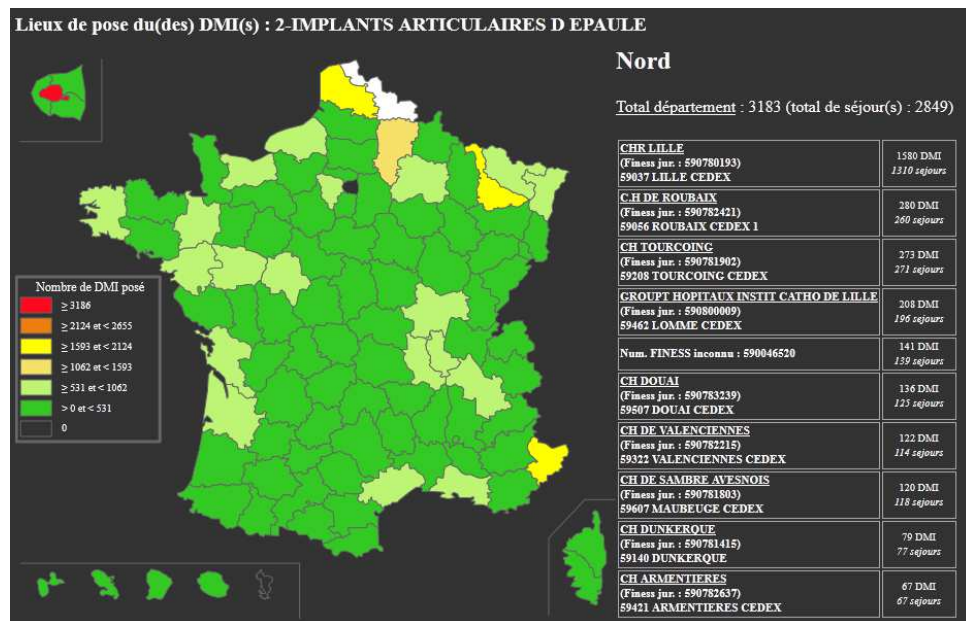 Lieux de pose du(des) DMI(s) : 2-IMPLANTS ARTICULAIRES D EPAULE
Nord
Total département : 3183 (total de séjour(s) : 2849)
CHR LILLE
(Finess jur. : 590780193)
59037 LILLE CEDEX
1580 DMI
1310 sejours
C.H DE ROUBAIX
(Finess jur. : 590782421)
59056 ROUBAIX CEDEX 1
280 DMI
260 sejours
CH TOURCOING
(Finess jur. : 590781902)
59208 TOURCOING CEDEX
273 DMI
271 sejours
GROUPT HOPITAUX INSTIT CATHO DE LILLE
(Finess jur. : 590800009)
59462 LOMME CEDEX
208 DMI
196 sejours
Num. FINESS inconnu : 590046520
141 DMI
139 sejours
CH DOUAI
(Finess jur. : 590783239)
59507 DOUAI CEDEX
136 DMI
125 sejours
CH DE VALENCIENNES
(Finess jur. : 590782215)
59322 VALENCIENNES CEDEX
122 DMI
114 sejours
CH DE SAMBRE AVESNOIS
(Finess jur. : 590781803)
59607 MAUBEUGE CEDEX
120 DMI
118 sejours
CH DUNKERQUE
(Finess jur. : 590781415)
59140 DUNKERQUE
79 DMI
77 sejours
CH ARMENTIERES
(Finess jur. : 590782637)
59421 ARMENTIERES CEDEX
67 DMI
67 sejours
Nombre de DMI posé
≥ 3186
≥ 2124 et < 2655
≥ 1593 et < 2124
≥ 1062 et < 1593
≥ 531 et < 1062
> 0 et < 531
0